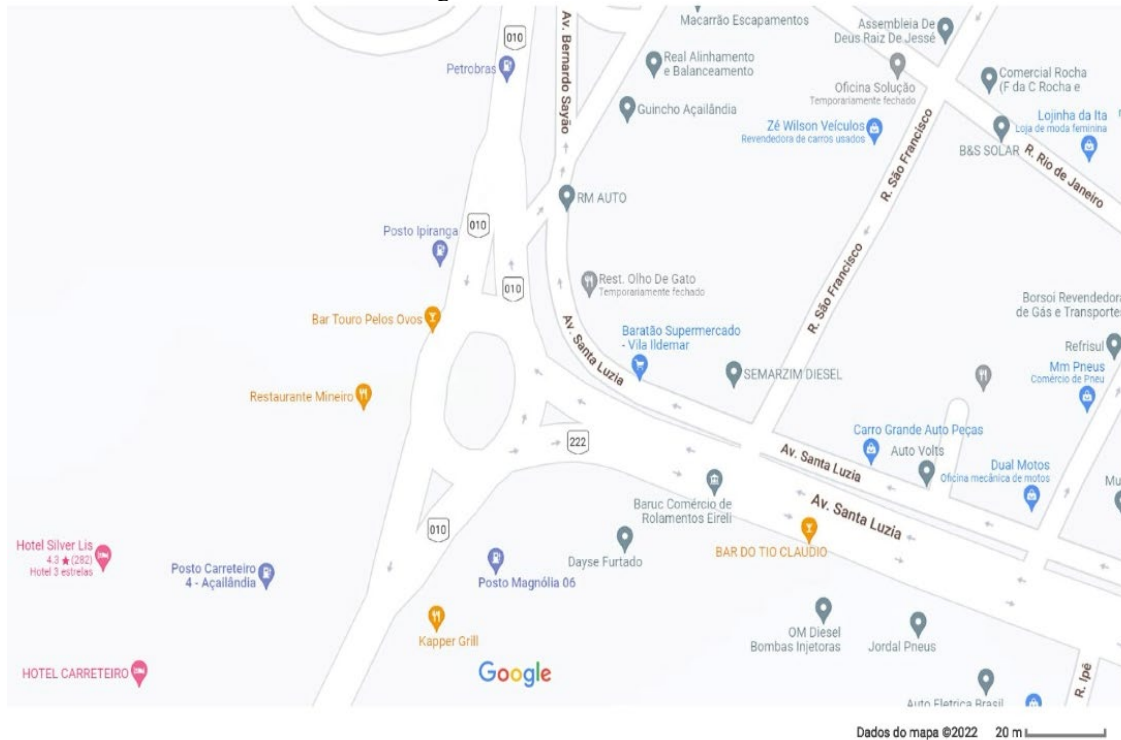 Macarrão Escapamentos
Assembleia De
Deus Raiz De Jessé
010
Av. Bernardo Sayão
Petrobras
Real Alinhamento
e Balanceamento
Oficina Solução
Temporariamente fechado
Comercial Rocha
(F da C Rocha e
Guincho Açailândia
Zé Wilson Veículos
Revendedora de carros usados
R. São Francisco
Lojinha da Ita
Loja de moda feminina
B&S SOLAR
R. Rio de Janeiro
RM AUTO
010
Posto Ipiranga
010
Rest. Olho De Gato
Temporariamente fechado
R. São Francisco
Borsoi Revendedora
de Gás e Transportes
Bar Touro Pelos Ovos
Av. Santa Luzia
Baratão Supermercado
- Vila Ildemar
Refrisul
SEMARZIM DIESEL
Mm Pneus
Comércio de Pneu
Restaurante Mineiro
222
Carro Grande Auto Peças
Av. Santa Luzia
Auto Volts
Dual Motos
Oficina mecânica de motos
Mu
Baruc Comércio de
Rolamentos Eireli
Av. Santa Luzia
010
BAR DO TIO CLAUDIO
Hotel Silver Lis
4.3 ★ (282)
Hotel 3 estrelas
Posto Carreteiro
4 - Açailândia
Posto Magnólia 06
Dayse Furtado
Kapper Grill
OM Diesel
Bombas Injetoras
Jordal Pneus
HOTEL CARRETEIRO
Google
R. Ipê
Auto Eletrica Brasil
Dados do mapa ©2022 20 m